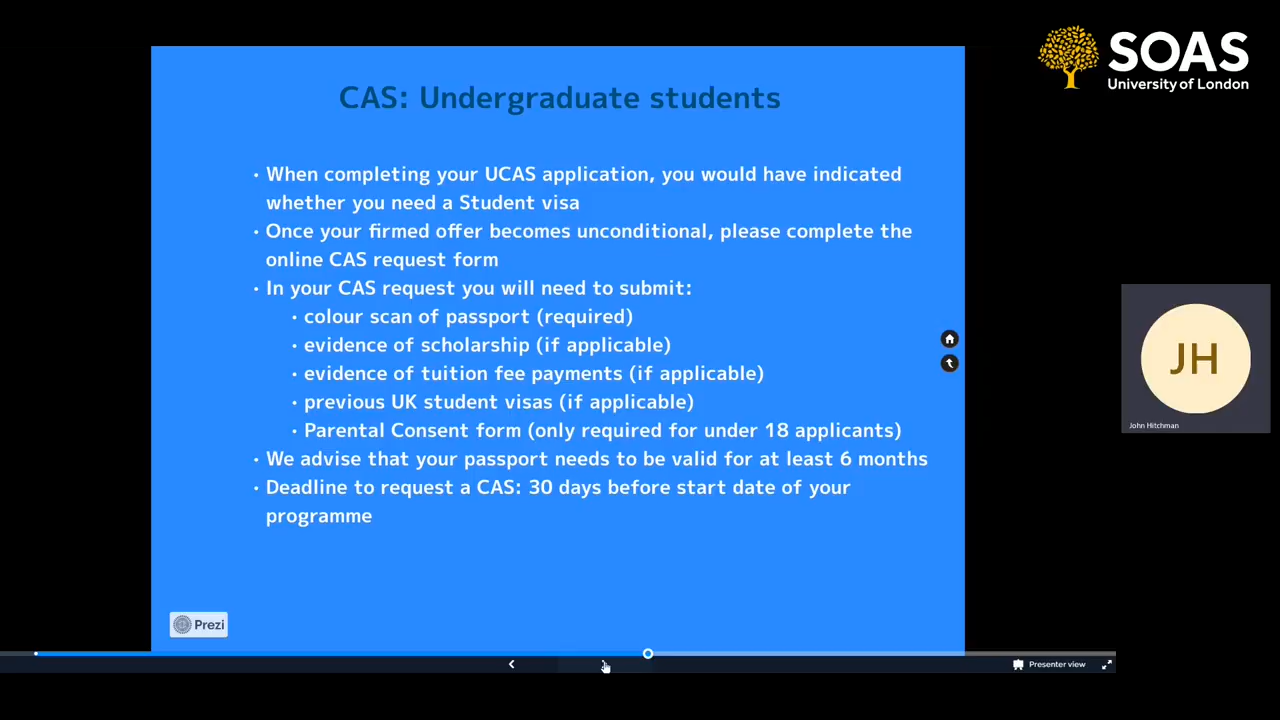 SOAS
University of London
CAS: Undergraduate students
• When completing your UCAS application, you would have indicated
whether you need a Student visa
• Once your firmed offer becomes unconditional, please complete the
online CAS request form
• In your CAS request you will need to submit:
• colour scan of passport (required)
• evidence of scholarship (if applicable)
• evidence of tuition fee payments (if applicable)
• previous UK student visas (if applicable)
• Parental Consent form (only required for under 18 applicants)
• We advise that your passport needs to be valid for at least 6 months
• Deadline to request a CAS: 30 days before start date of your
programme
JH
John Hitchman
Prezi
Presenter view